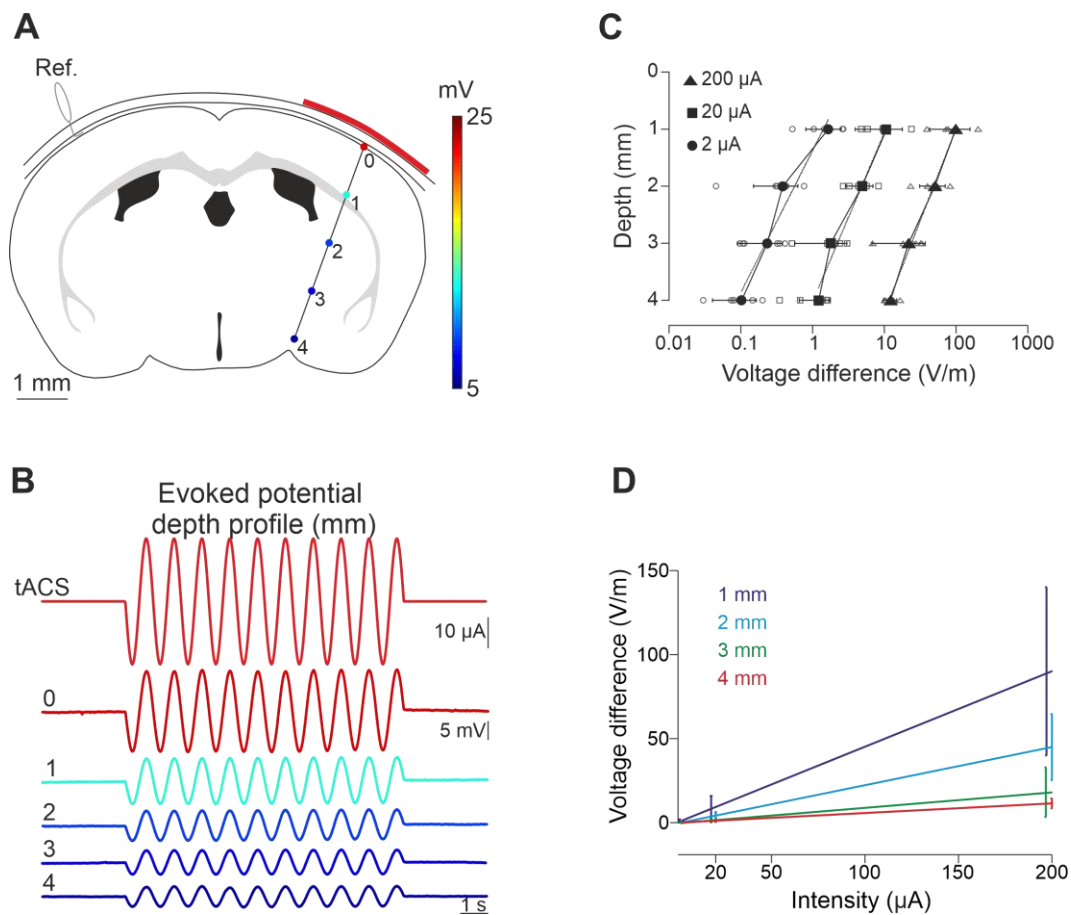 A
Ref.
mV
25
5
0
1
2
3
4
1 mm
B
Evoked potential
depth profile (mm)
tACS
10 µA
0
5 mV
1
2
3
4
1 s
C
0
1
2
3
4
Depth (mm)
200 µA
20 µA
2 µA
0.01 0.1 1 10 100 1000
Voltage difference (V/m)
D
150
100
50
0
Voltage difference (V/m)
1 mm
2 mm
3 mm
4 mm
20 50 100 150 200
Intensity (µA)